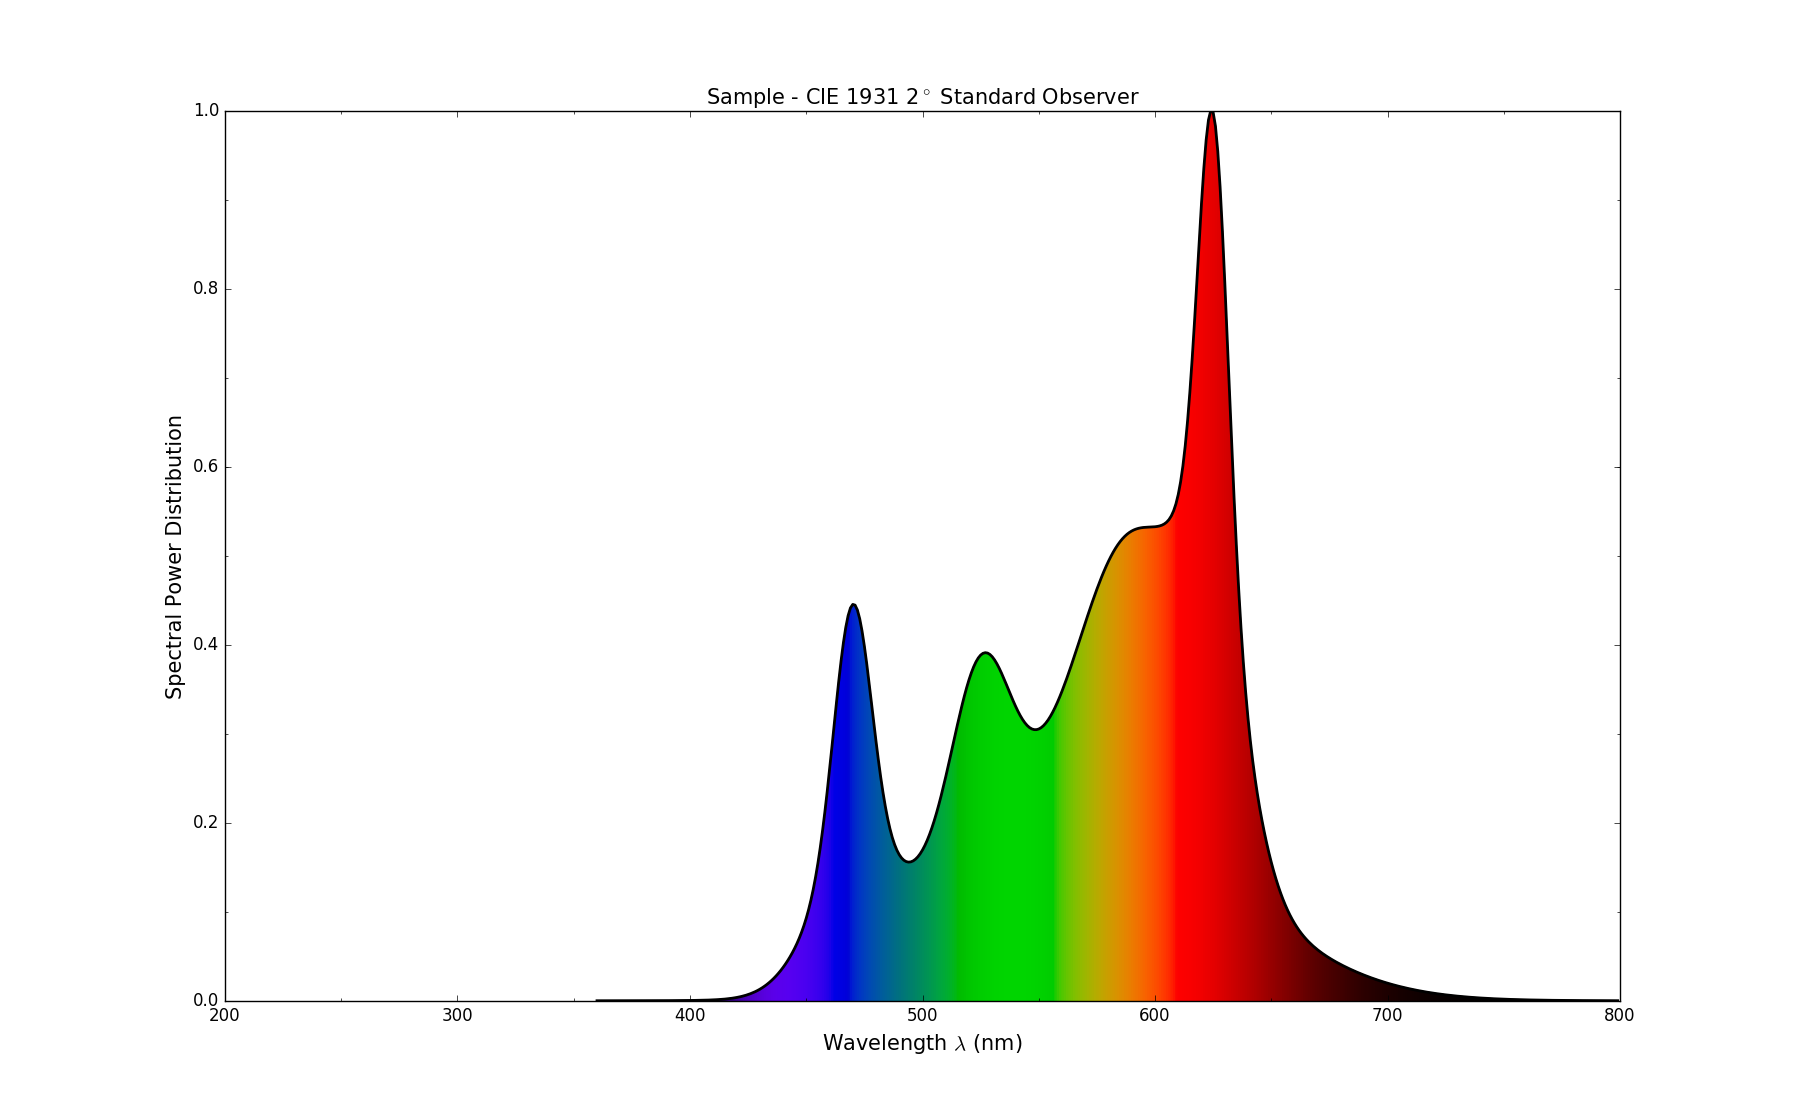 Sample - CIE 1931 2° Standard Observer
1.0
0.8
0.6
0.4
0.2
0.0
Spectral Power Distribution
200 300 400 500 600 700 800
Wavelength λ (nm)